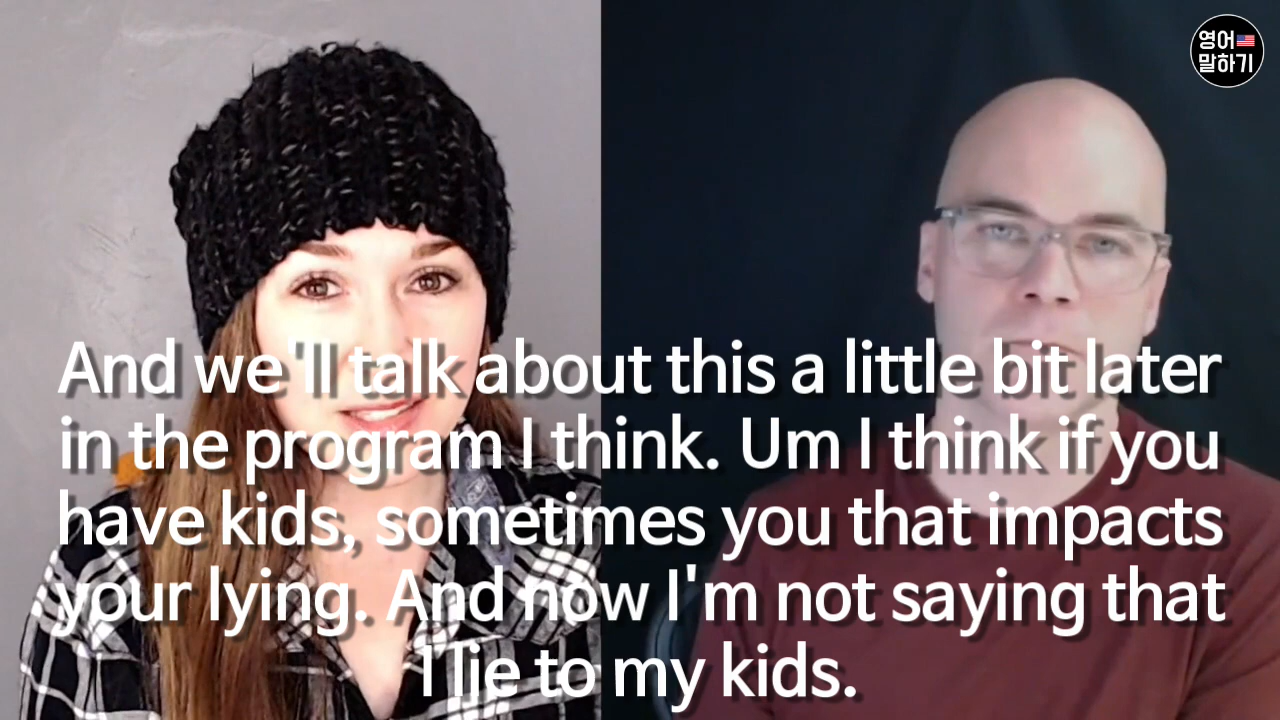 영어
말하기
And we'll talk about this a little bit later
in the program I think. Um I think if you
have kids, sometimes you that impacts
your lying. And now I'm not saying that
I lie to my kids.